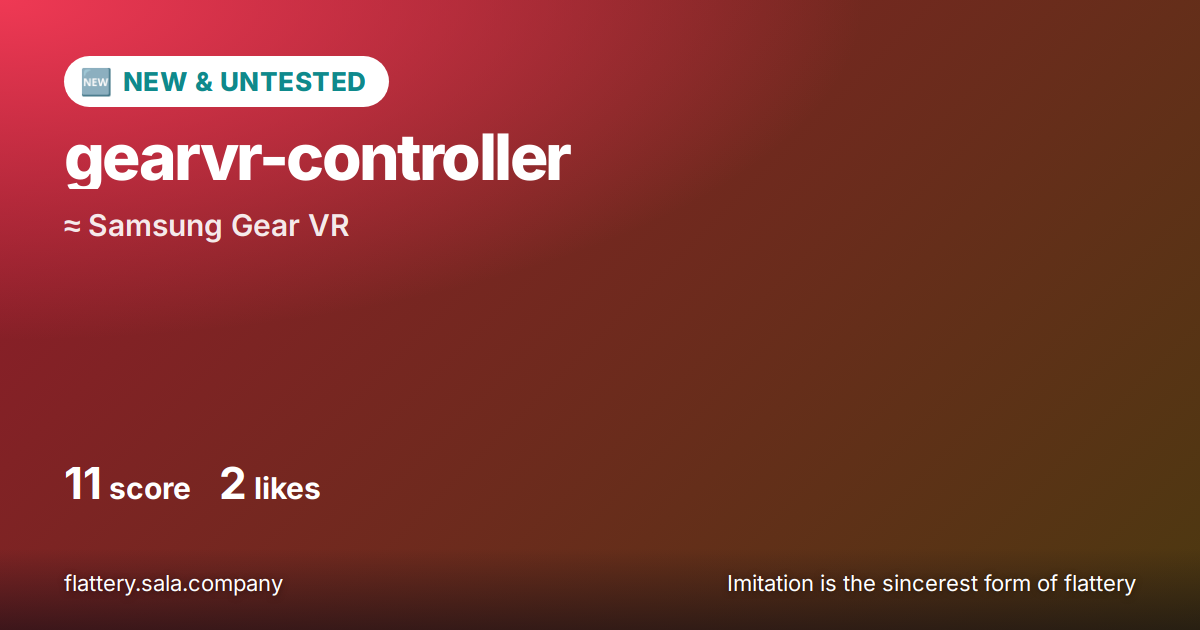 🆕 NEW & UNTESTED
gearvr-controller
≈ Samsung Gear VR
11 score 2 likes
flattery.sala.company
Imitation is the sincerest form of flattery